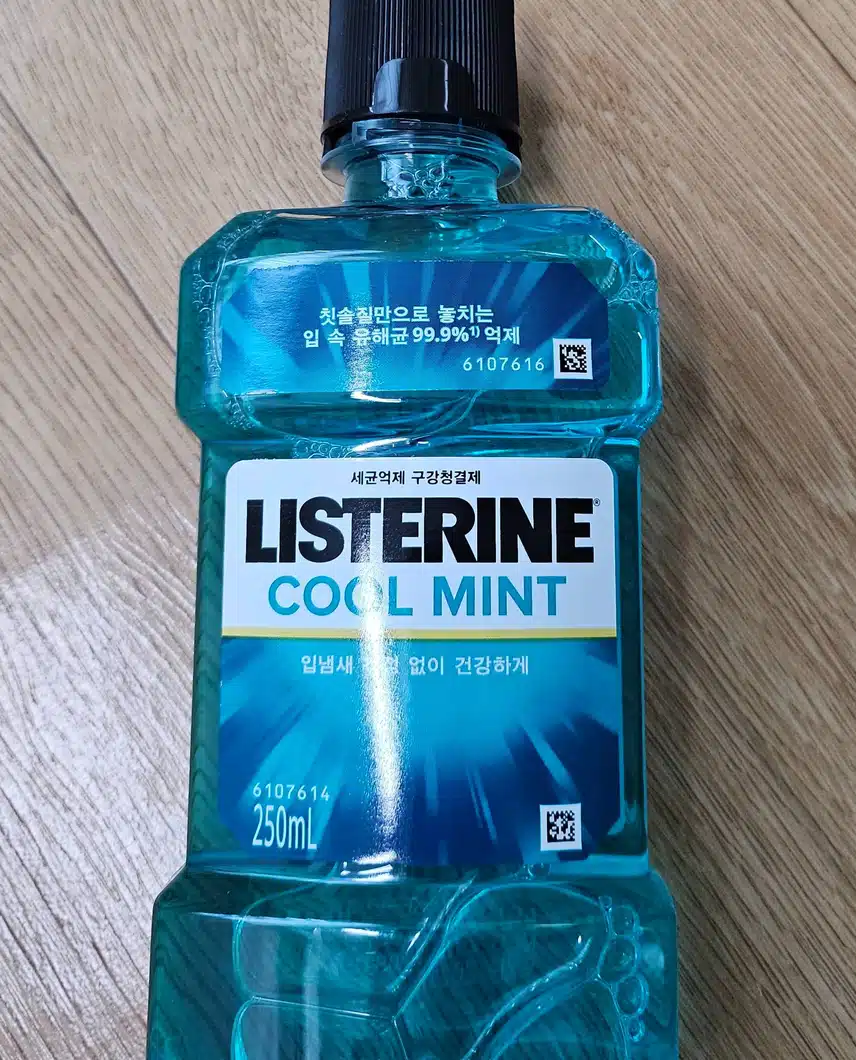 칫솔질만으로 놓치는
입 속 유해균 99.9%¹⁾ 억제
6107616
세균억제 구강청결제
LISTERINE®
COOL MINT
입냄새 없이 건강하게
6107614
250mL